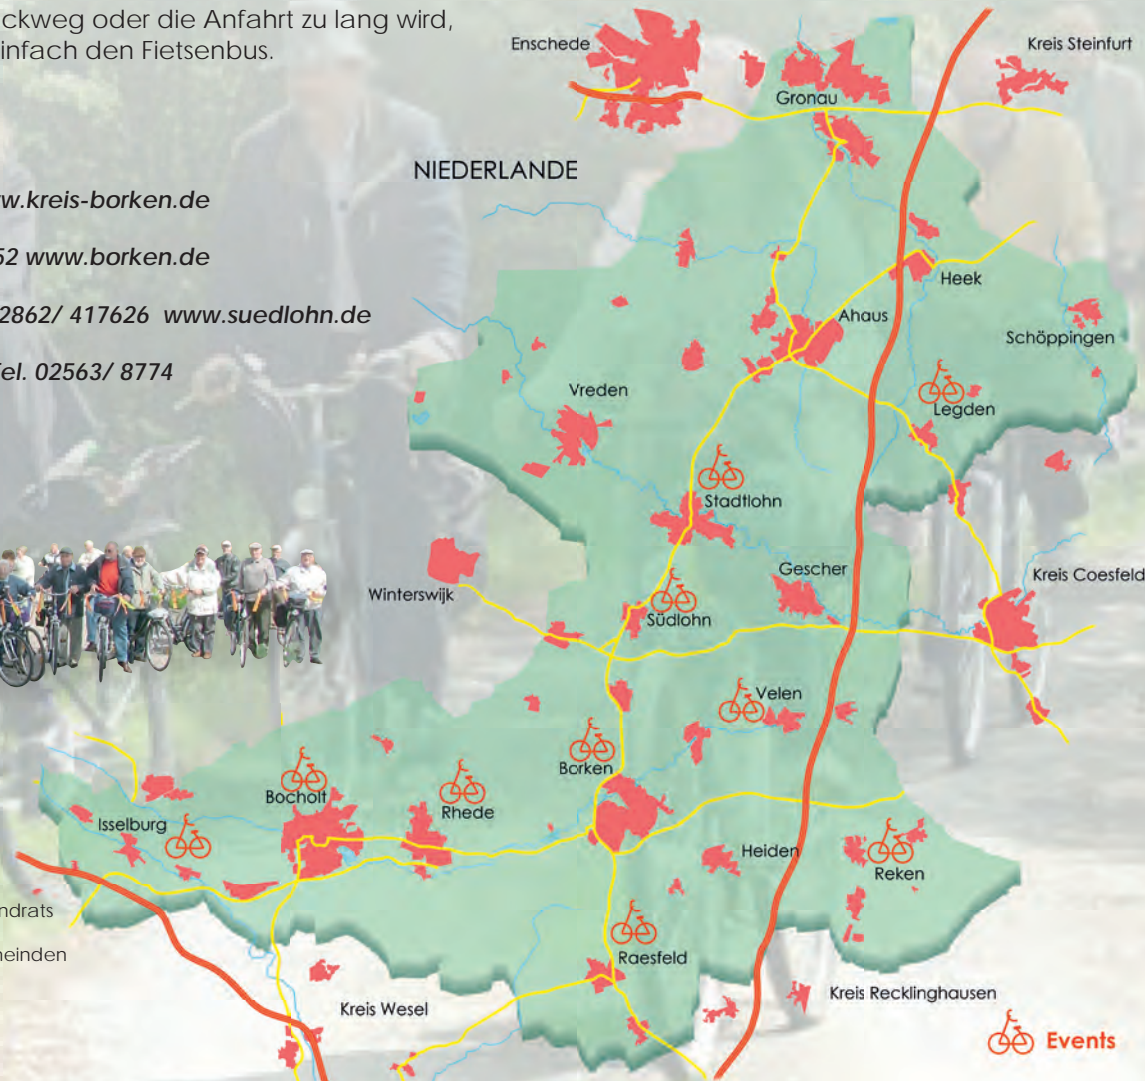 ckweg oder die Anfahrt zu lang wird,
infach den Fietsenbus.
w.kreis-borken.de
52 www.borken.de
2862/ 417626 www.suedlohn.de
el. 02563/ 8774
ndrats
einden
Enschede
Kreis Steinfurt
Gronau
NIEDERLANDE
Heek
Ahaus
Schöppingen
Vreden
Legden
Stadtlohn
Gescher
Kreis Coesfeld
Winterswijk
Südlohn
Velen
Borken
Bocholt
Rhede
Isselburg
Heiden
Reken
Raesfeld
Kreis Recklinghausen
Kreis Wesel
Events